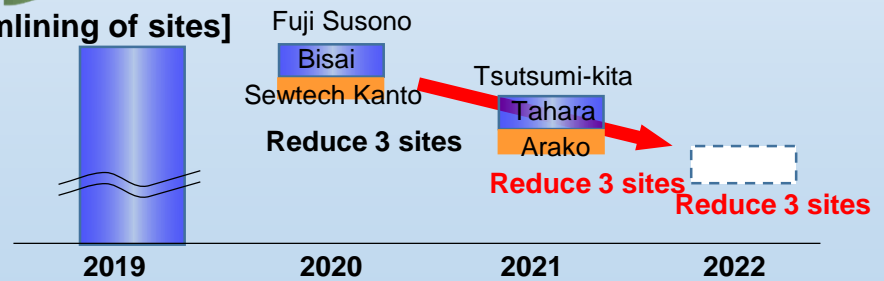 mlining of sites]
Fuji Susono
Bisai
Sewtech Kanto
Reduce 3 sites
Tsutsumi-kita
Tahara
Arako
Reduce 3 sites
Reduce 3 sites
2019 2020 2021 2022